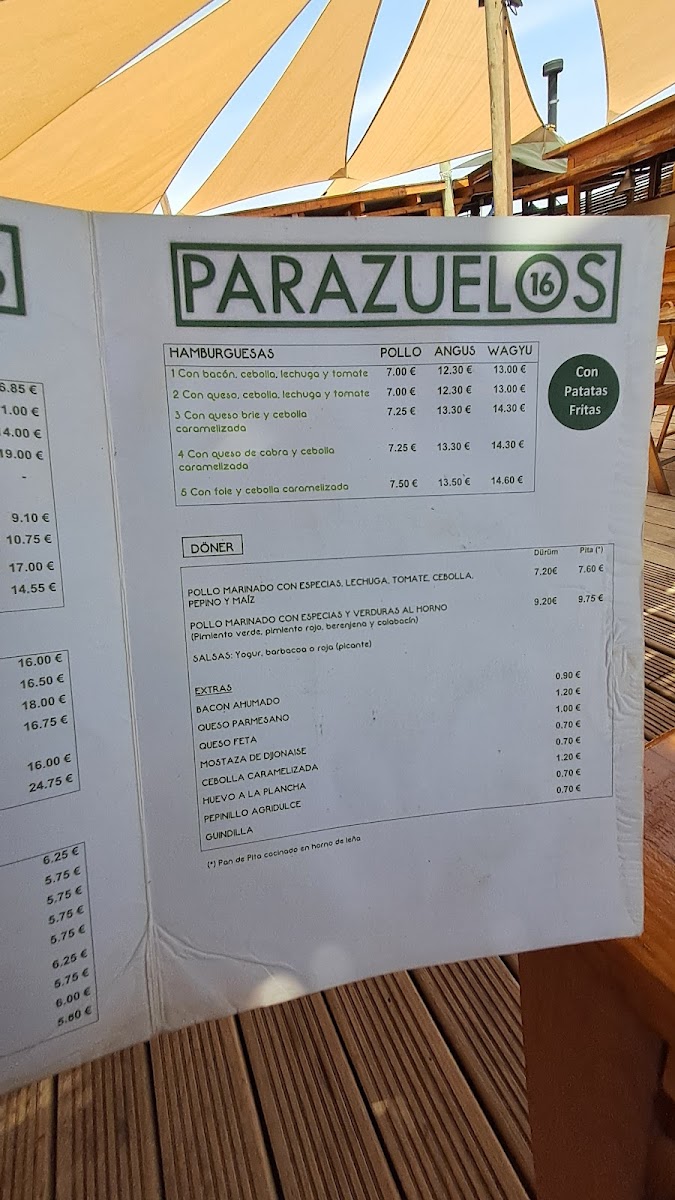 6.85 €
1.00 €
14.00 €
19.00 €
-
9.10 €
10.75 €
17.00 €
14.55 €
16.00 €
16.50 €
18.00 €
16.75 €
16.00 €
24.75 €
6.25 €
5.75 €
5.75 €
5.75 €
5.75 €
6.25 €
5.75 €
6.00 €
5.60 €
PARAZUELOS
16
HAMBURGUESAS POLLO ANGUS WAGYU
1 Con bacón, cebolla, lechuga y tomate 7.00 € 12.30 € 13.00 €
2 Con queso, cebolla, lechuga y tomate 7.00 € 12.30 € 13.00 €
3 Con queso brie y cebolla 7.25 € 13.30 € 14.30 €
caramelizada
4 Con queso de cabra y cebolla 7.25 € 13.30 € 14.30 €
caramelizada
5 Con foie y cebolla caramelizada 7.50 € 13.50 € 14.60 €
Con
Patatas
Fritas
DÖNER
Dürüm Pita (*)
POLLO MARINADO CON ESPECIAS, LECHUGA, TOMATE, CEBOLLA, 7.20€ 7.60 €
PEPINO Y MAÍZ
POLLO MARINADO CON ESPECIAS Y VERDURAS AL HORNO 9.20€ 9.75 €
(Pimiento verde, pimiento rojo, berenjena y calabacín)
SALSAS: Yogur, barbacoa o roja (picante)
EXTRAS
BACON AHUMADO 0.90 €
QUESO PARMESANO 1.20 €
QUESO FETA 1.00 €
MOSTAZA DE DIJONAISE 0.70 €
CEBOLLA CARAMELIZADA 0.70 €
HUEVO A LA PLANCHA 1.20 €
PEPINILLO AGRIDULCE 0.70 €
GUINDILLA 0.70 €
(*) Pan de Pita cocinado en horno de leña